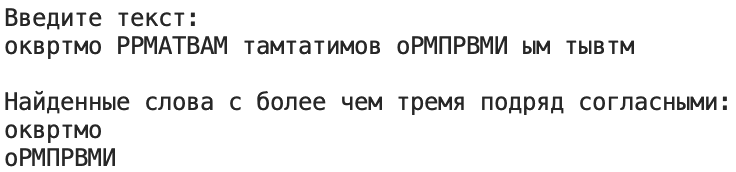 Введите текст:
оквртмо РРМАТВАМ тамтатимов оРМПРВМИ ым тывтм
Найденные слова с более чем тремя подряд согласными:
оквртмо
оРМПРВМИ